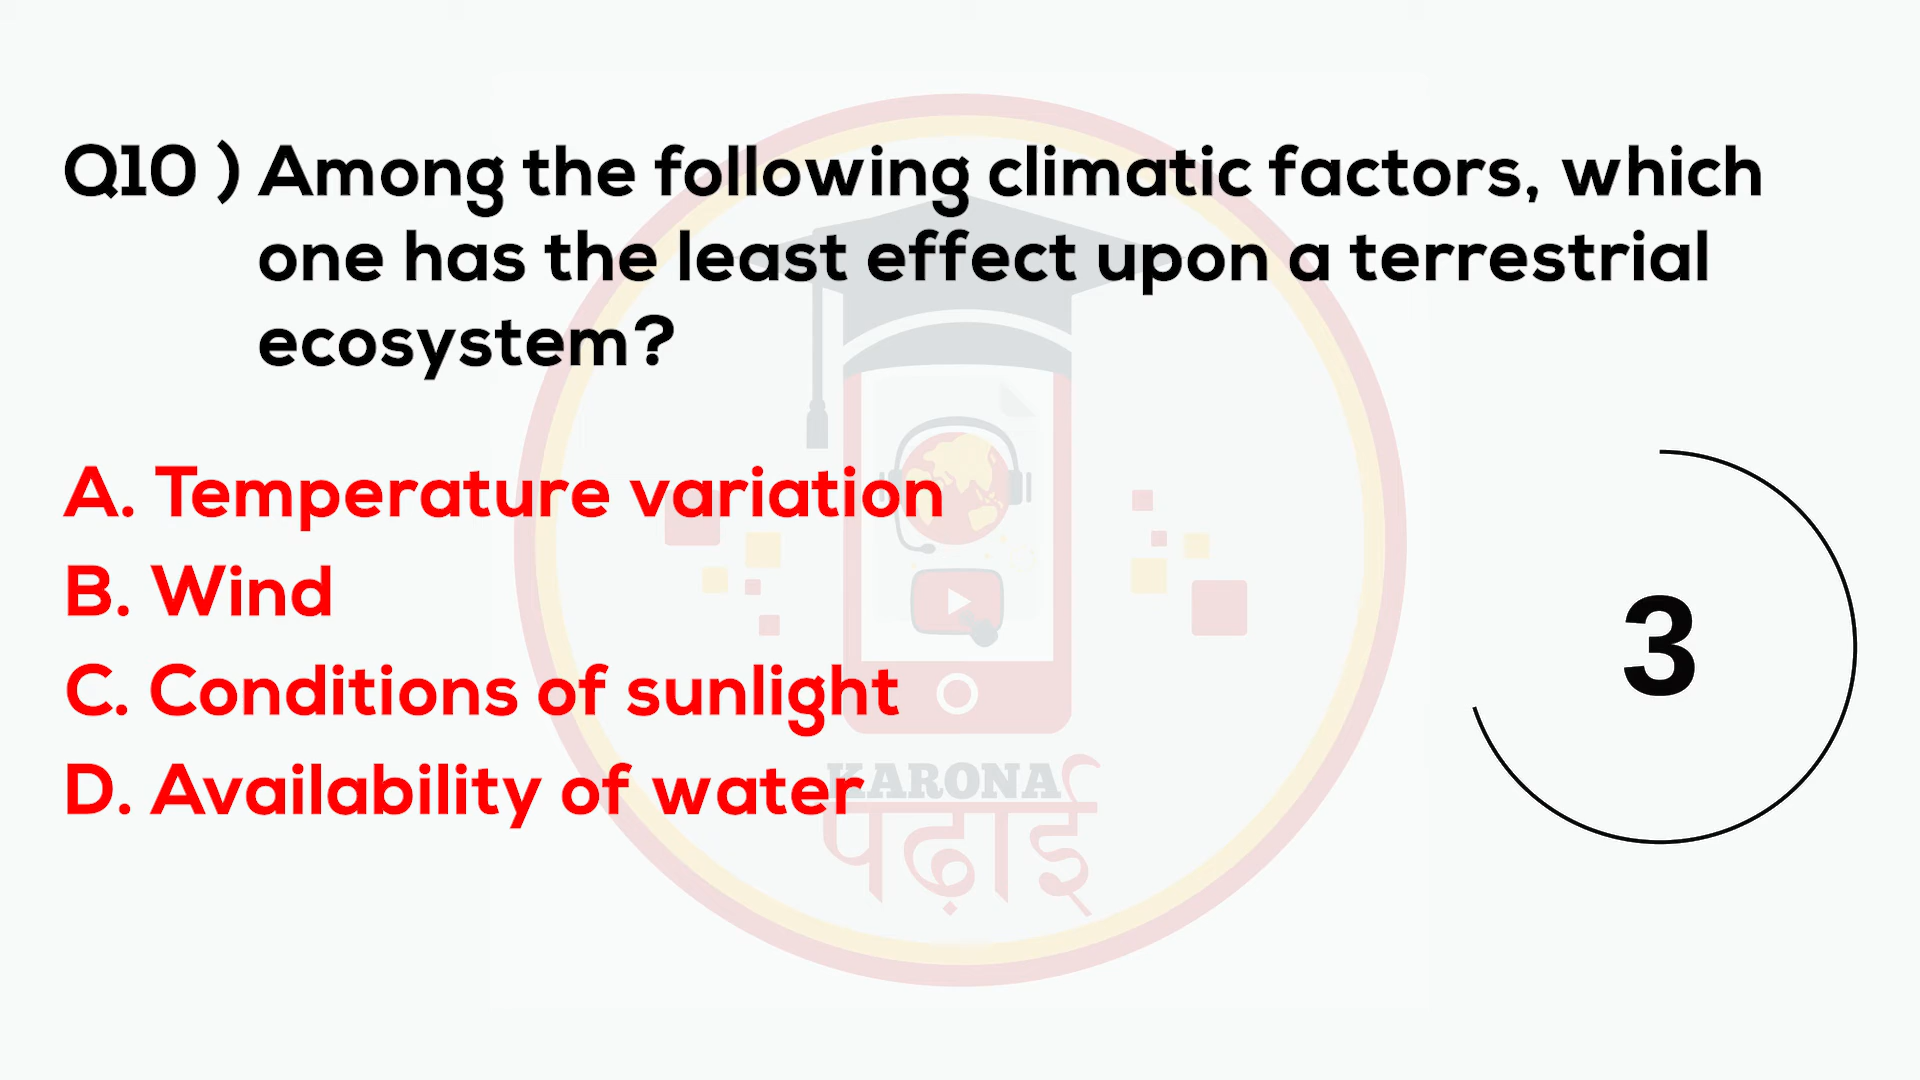 Q10 ) Among the following climatic factors, which
one has the least effect upon a terrestrial
ecosystem?
A. Temperature variation
B. Wind
C. Conditions of sunlight
D. Availability of water
3
KARONA
पढ़ाई